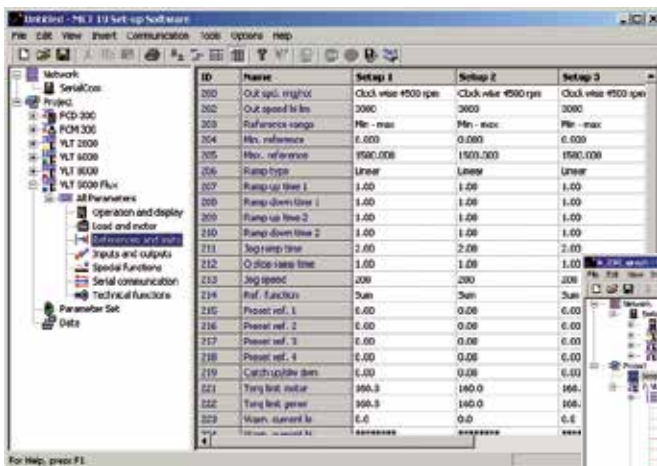 Untitled - MCT 10 Set-up Software
File Edit View Insert Communication Tools Options Help
Network
SerialCom
Project
FCD 300
FCM 300
VLT 2800
VLT 6000
VLT 8000
VLT 5000 Flux
All Parameters
Operation and display
Load and motor
References and
Inputs and outputs
Special functions
Serial communication
Technical functions
Parameter Set
Data
ID Name Setup 1 Setup 2 Setup 3
200 Out spd. rng/rot Clock wise 4500 rpm Clock wise 4500 rpm Clock wise 4500 rpm
202 Out speed hi lim 3000 3000 3000
203 Reference range Min - max Min - max Min - max
204 Min. reference 0.000 0.000 0.000
205 Max. reference 1500.000 1500.000 1500.000
206 Ramp type Linear Linear Linear
207 Ramp up time 1 1.00 1.00 1.00
208 Ramp down time 1 1.00 1.00 1.00
209 Ramp up time 2 1.00 1.00 1.00
210 Ramp down time 2 1.00 1.00 1.00
211 Jog ramp time 2.00 2.00 2.00
212 Q stop ramp time 1.00 1.00 1.00
213 Jog speed 200 200 200
214 Ref. function Sum Sum Sum
215 Preset ref. 1 0.00 0.00 0.00
216 Preset ref. 2 0.00 0.00 0.00
217 Preset ref. 3 0.00 0.00 0.00
218 Preset ref. 4 0.00 0.00 0.00
219 Catch up/slw dwn 0.00 0.00 0.00
221 Torq limit motor 160.0 160.0 160.
222 Torq limit gener 160.0 160.0 160.
223 Warn. current lo 0.0 0.0 0.0
For Help, press F1